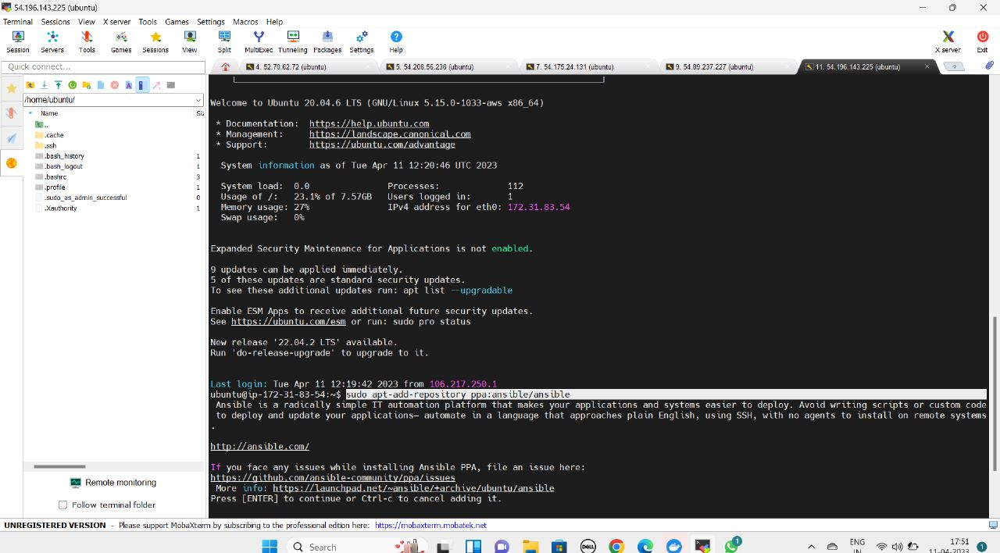 54.196.143.225 (ubuntu)
Terminal Sessions View X server Tools Games Settings Macros Help
Session Servers Tools Games Sessions View Split MultiExec Tunneling Packages Settings Help X server Exit
Quick connect...
4. 52.70.62.72 (ubuntu) 5. 54.208.56.236 (ubuntu) 7. 54.175.24.131 (ubuntu) 9. 54.89.237.227 (ubuntu) 11. 54.196.143.225 (ubuntu)
/home/ubuntu/
Name Siz
..
.cache
.ssh
.bash_history 1
.bash_logout 1
.bashrc 3
.profile 1
.sudo_as_admin_successful 0
.Xauthority 1
Remote monitoring
Follow terminal folder
Welcome to Ubuntu 20.04.6 LTS (GNU/Linux 5.15.0-1033-aws x86_64)
* Documentation: https://help.ubuntu.com
* Management: https://landscape.canonical.com
* Support: https://ubuntu.com/advantage
System information as of Tue Apr 11 12:20:46 UTC 2023
System load: 0.0 Processes: 112
Usage of /: 23.1% of 7.57GB Users logged in: 1
Memory usage: 27% IPv4 address for eth0: 172.31.83.54
Swap usage: 0%
Expanded Security Maintenance for Applications is not enabled.
9 updates can be applied immediately.
5 of these updates are standard security updates.
To see these additional updates run: apt list --upgradable
Enable ESM Apps to receive additional future security updates.
See https://ubuntu.com/esm or run: sudo pro status
New release '22.04.2 LTS' available.
Run 'do-release-upgrade' to upgrade to it.
Last login: Tue Apr 11 12:19:42 2023 from 106.217.250.1
ubuntu@ip-172-31-83-54:~$ sudo apt-add-repository ppa:ansible/ansible
Ansible is a radically simple IT automation platform that makes your applications and systems easier to deploy. Avoid writing scripts or custom code
to deploy and update your applications— automate in a language that approaches plain English, using SSH, with no agents to install on remote systems
.
http://ansible.com/
If you face any issues while installing Ansible PPA, file an issue here:
https://github.com/ansible-community/ppa/issues
More info: https://launchpad.net/~ansible/+archive/ubuntu/ansible
Press [ENTER] to continue or Ctrl-c to cancel adding it.
UNREGISTERED VERSION - Please support MobaXterm by subscribing to the professional edition here: https://mobaxterm.mobatek.net
Search
DELL
1
ENG
IN
17:51
11-04-2023
1